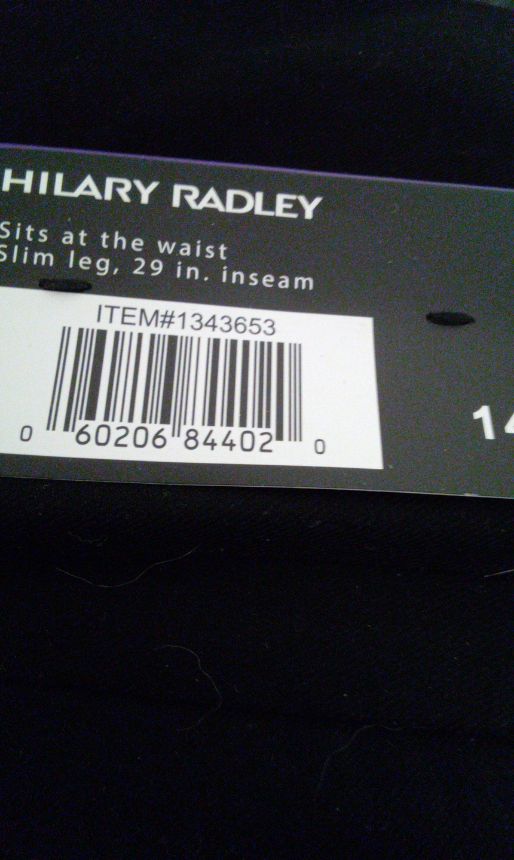 HILARY RADLEY
Sits at the waist
Slim leg, 29 in. inseam
ITEM#1343653
0 60206 84402 0
14